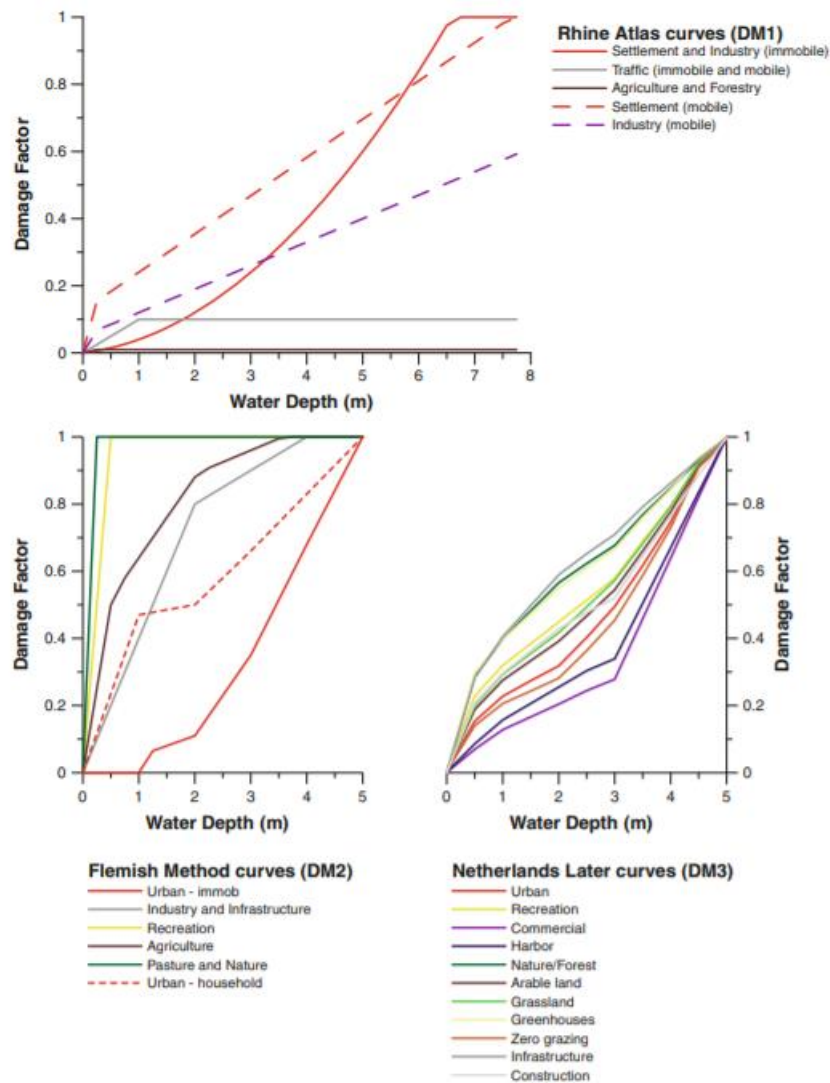 Rhine Atlas curves (DM1)
Settlement and Industry (immobile)
Traffic (immobile and mobile)
Agriculture and Forestry
Settlement (mobile)
Industry (mobile)
Damage Factor
1
0.8
0.6
0.4
0.2
0
0 1 2 3 4 5 6 7 8
Water Depth (m)
Damage Factor
1
0.8
0.6
0.4
0.2
0
0 1 2 3 4 5
Water Depth (m)
1
0.8
0.6
0.4
0.2
0
Damage Factor
0 1 2 3 4 5
Water Depth (m)
Flemish Method curves (DM2)
Urban - immob
Industry and Infrastructure
Recreation
Agriculture
Pasture and Nature
Urban - household
Netherlands Later curves (DM3)
Urban
Recreation
Commercial
Harbor
Nature/Forest
Arable land
Grassland
Greenhouses
Zero grazing
Infrastructure
Construction